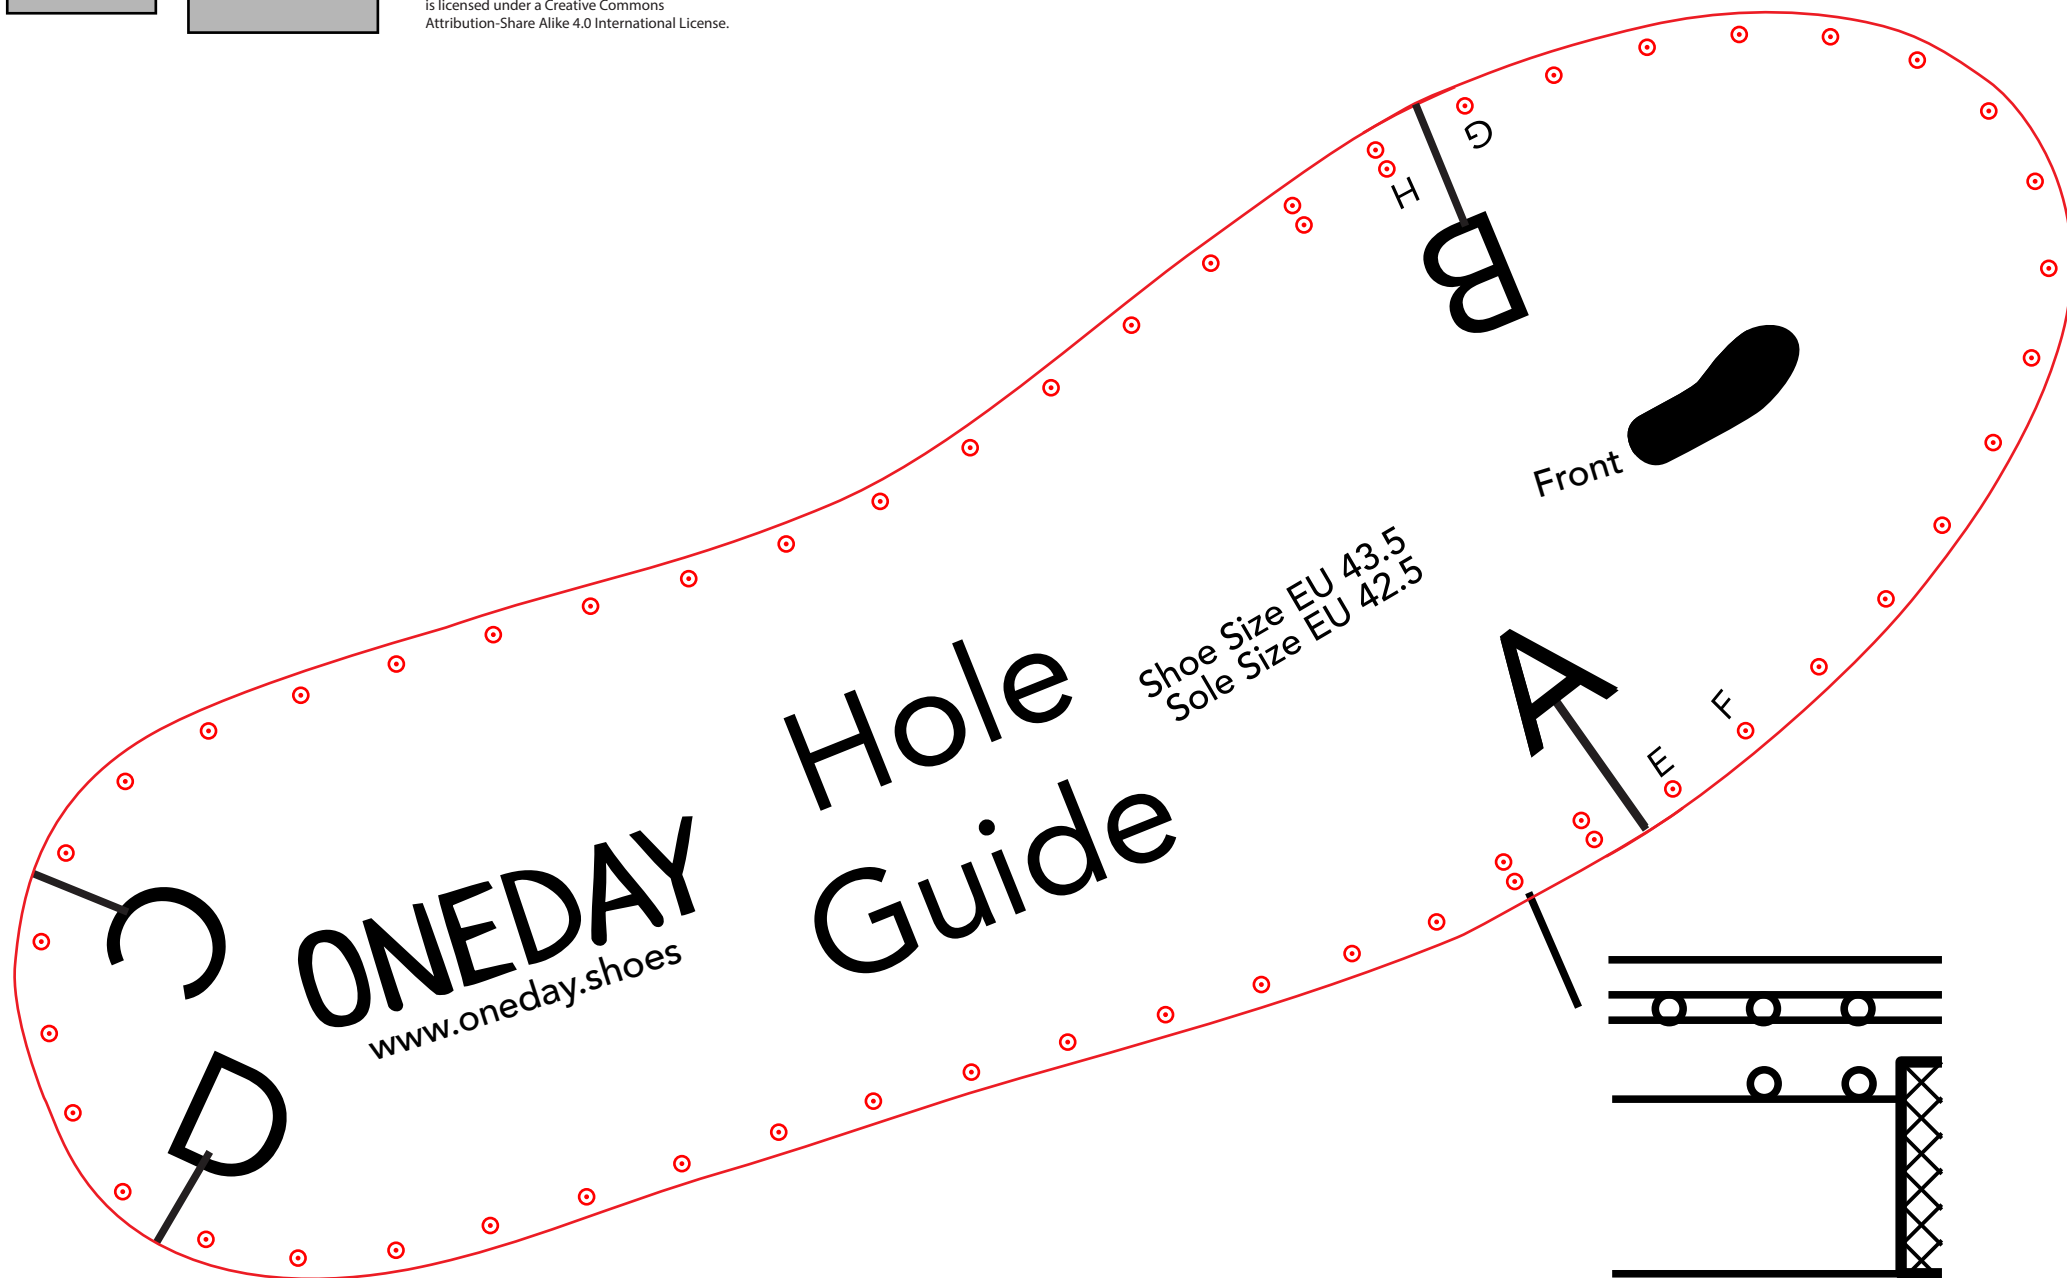 is licensed under a Creative Commons
Attribution-Share Alike 4.0 International License.
G
H
B
Front
Shoe Size EU 43.5
Sole Size EU 42.5
Hole
Guide
A
F
E
C
ONEDAY
www.oneday.shoes
D